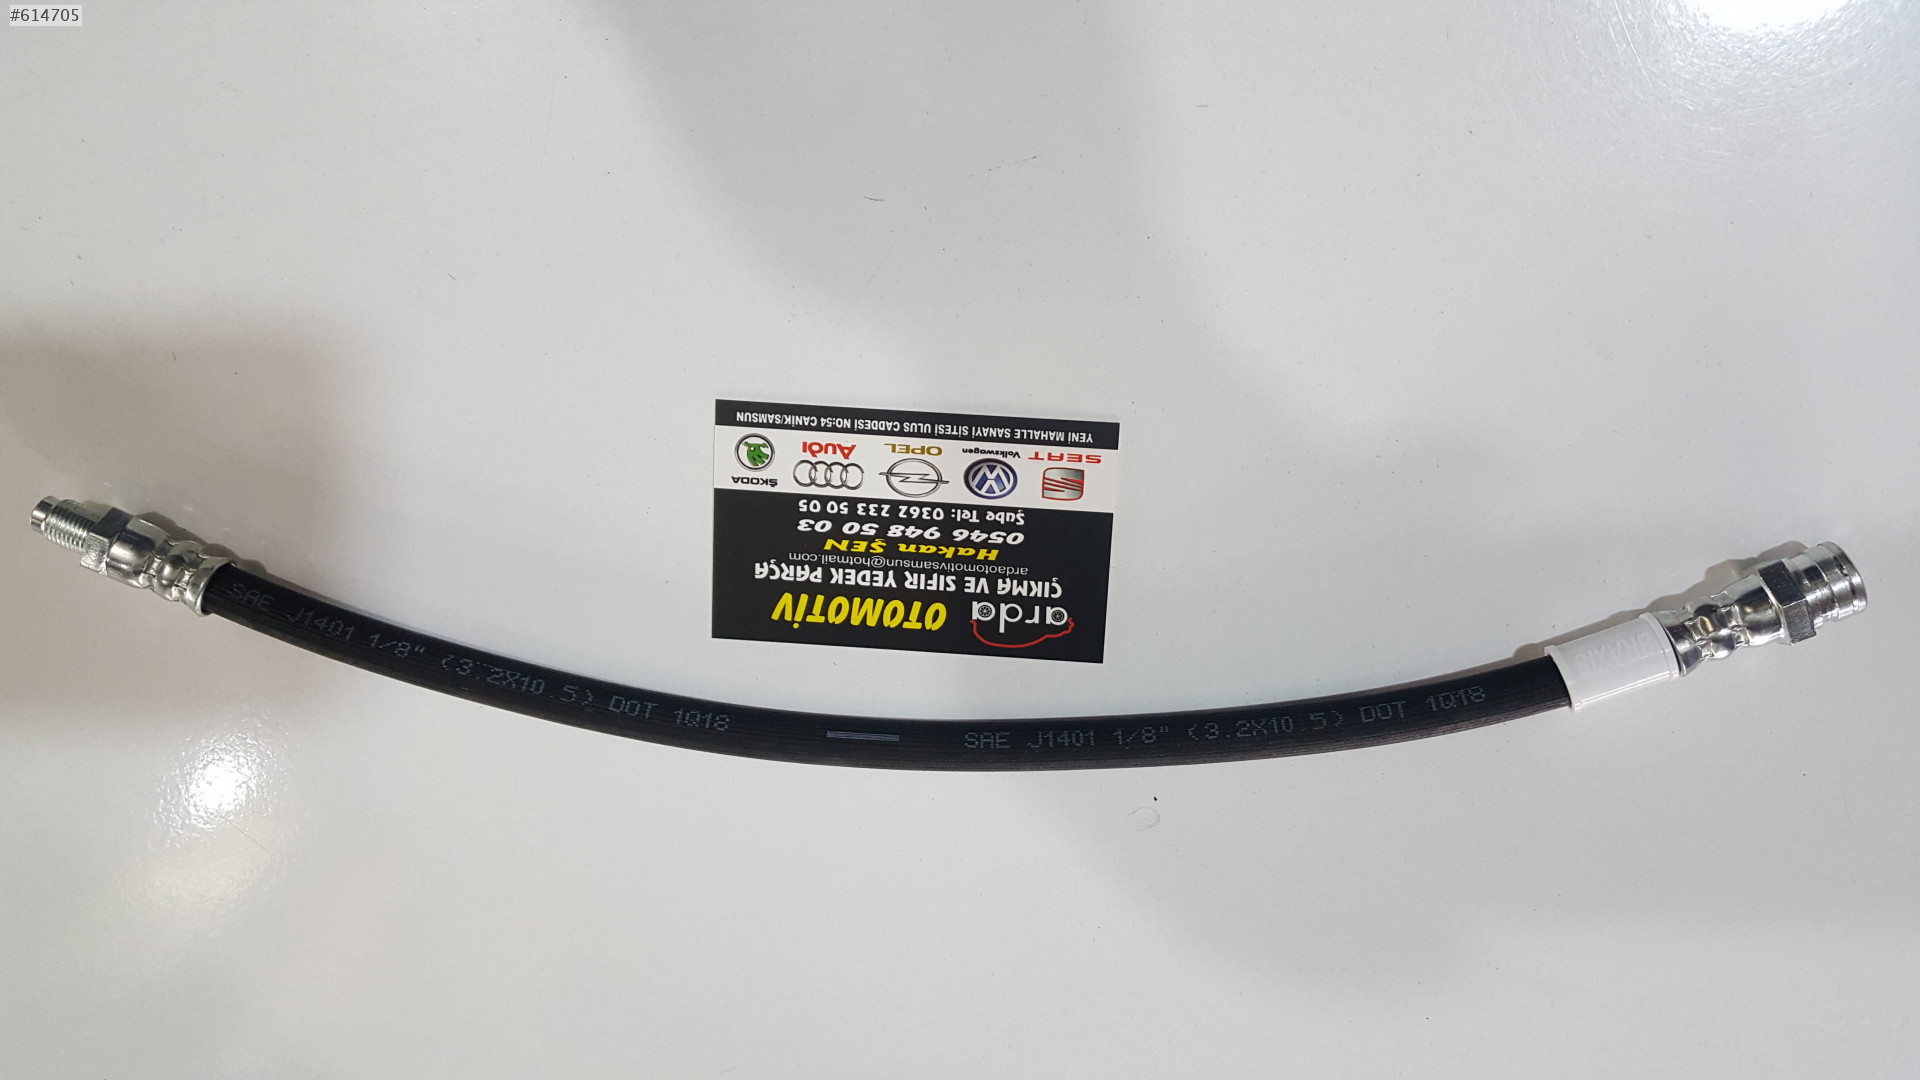 #614705
arda OTOMOTİV
ÇIKMA VE SIFIR YEDEK PARÇA
ardaotomotivsamsun@hotmail.com
Hakan ŞEN
0546 948 50 03
Şube Tel: 0362 233 50 05
SEAT Volkswagen OPEL Audi ŠKODA
YENİ MAHALLE SANAYİ SİTESİ ULUS CADDESİ NO:54 CANİK/SAMSUN
SAE J1401 1/8" (3.2X10.5) DOT 1Q18
SAE J1401 1/8" (3.2X10.5) DOT 1Q18
BRAXIS